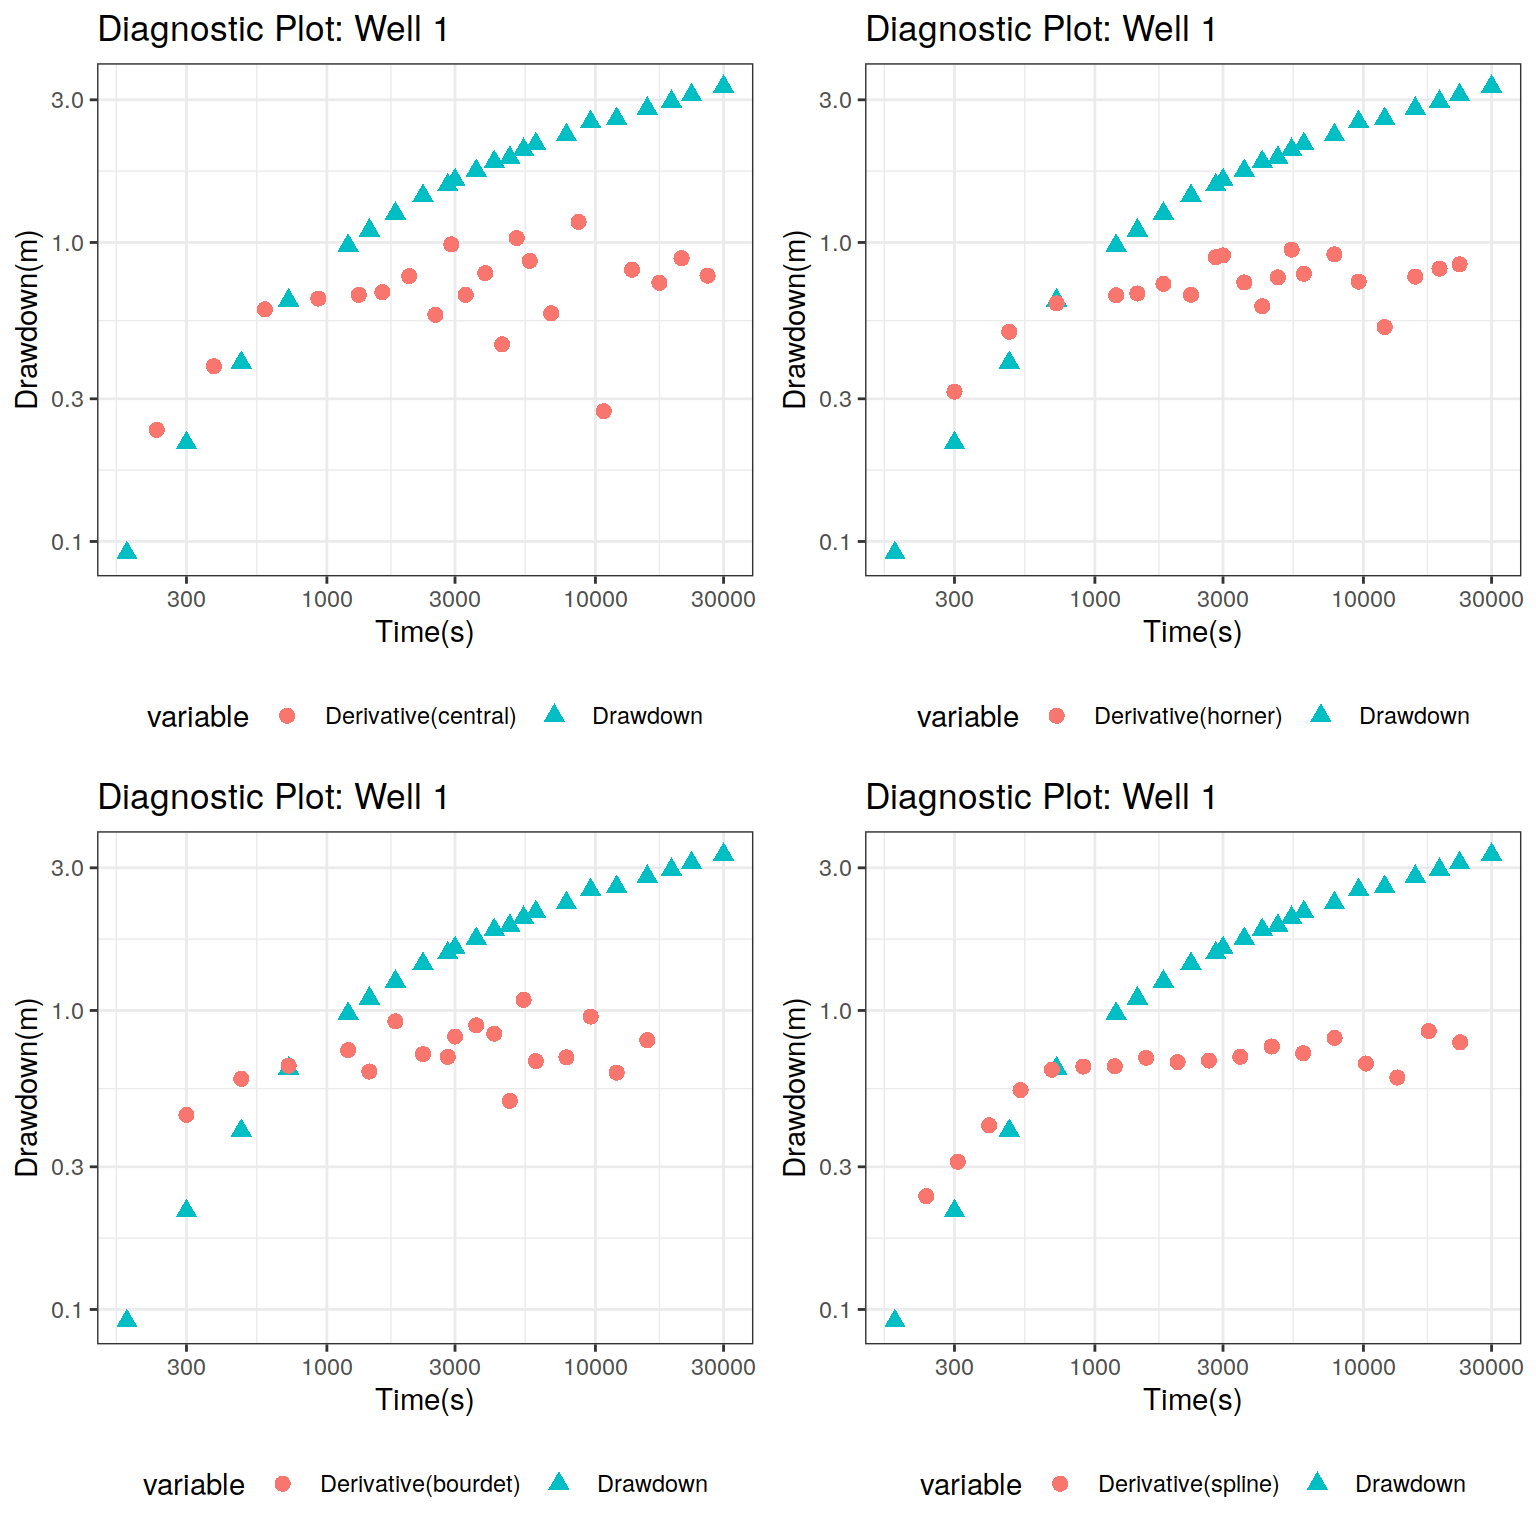 Diagnostic Plot: Well 1
Drawdown(m)
3.0
1.0
0.3
0.1
300 1000 3000 10000 30000
Time(s)
variable Derivative(central) Drawdown
Diagnostic Plot: Well 1
Drawdown(m)
3.0
1.0
0.3
0.1
300 1000 3000 10000 30000
Time(s)
variable Derivative(horner) Drawdown
Diagnostic Plot: Well 1
Drawdown(m)
3.0
1.0
0.3
0.1
300 1000 3000 10000 30000
Time(s)
variable Derivative(bourdet) Drawdown
Diagnostic Plot: Well 1
Drawdown(m)
3.0
1.0
0.3
0.1
300 1000 3000 10000 30000
Time(s)
variable Derivative(spline) Drawdown